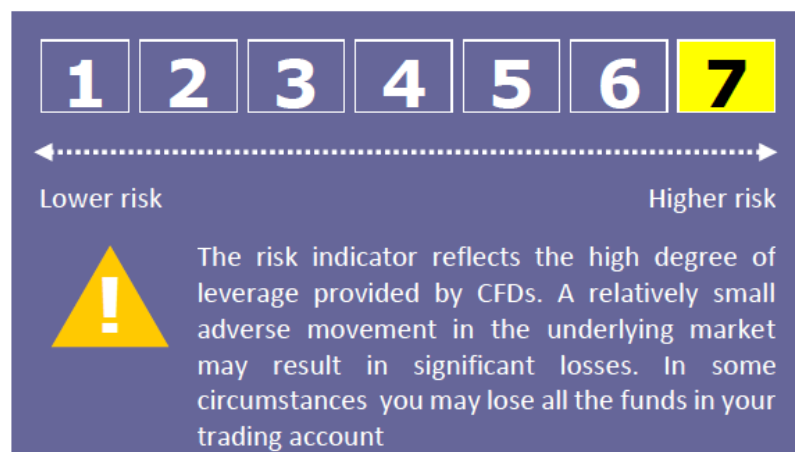 1 2 3 4 5 6 7
Lower risk Higher risk
!
The risk indicator reflects the high degree of
leverage provided by CFDs. A relatively small
adverse movement in the underlying market
may result in significant losses. In some
circumstances you may lose all the funds in your
trading account